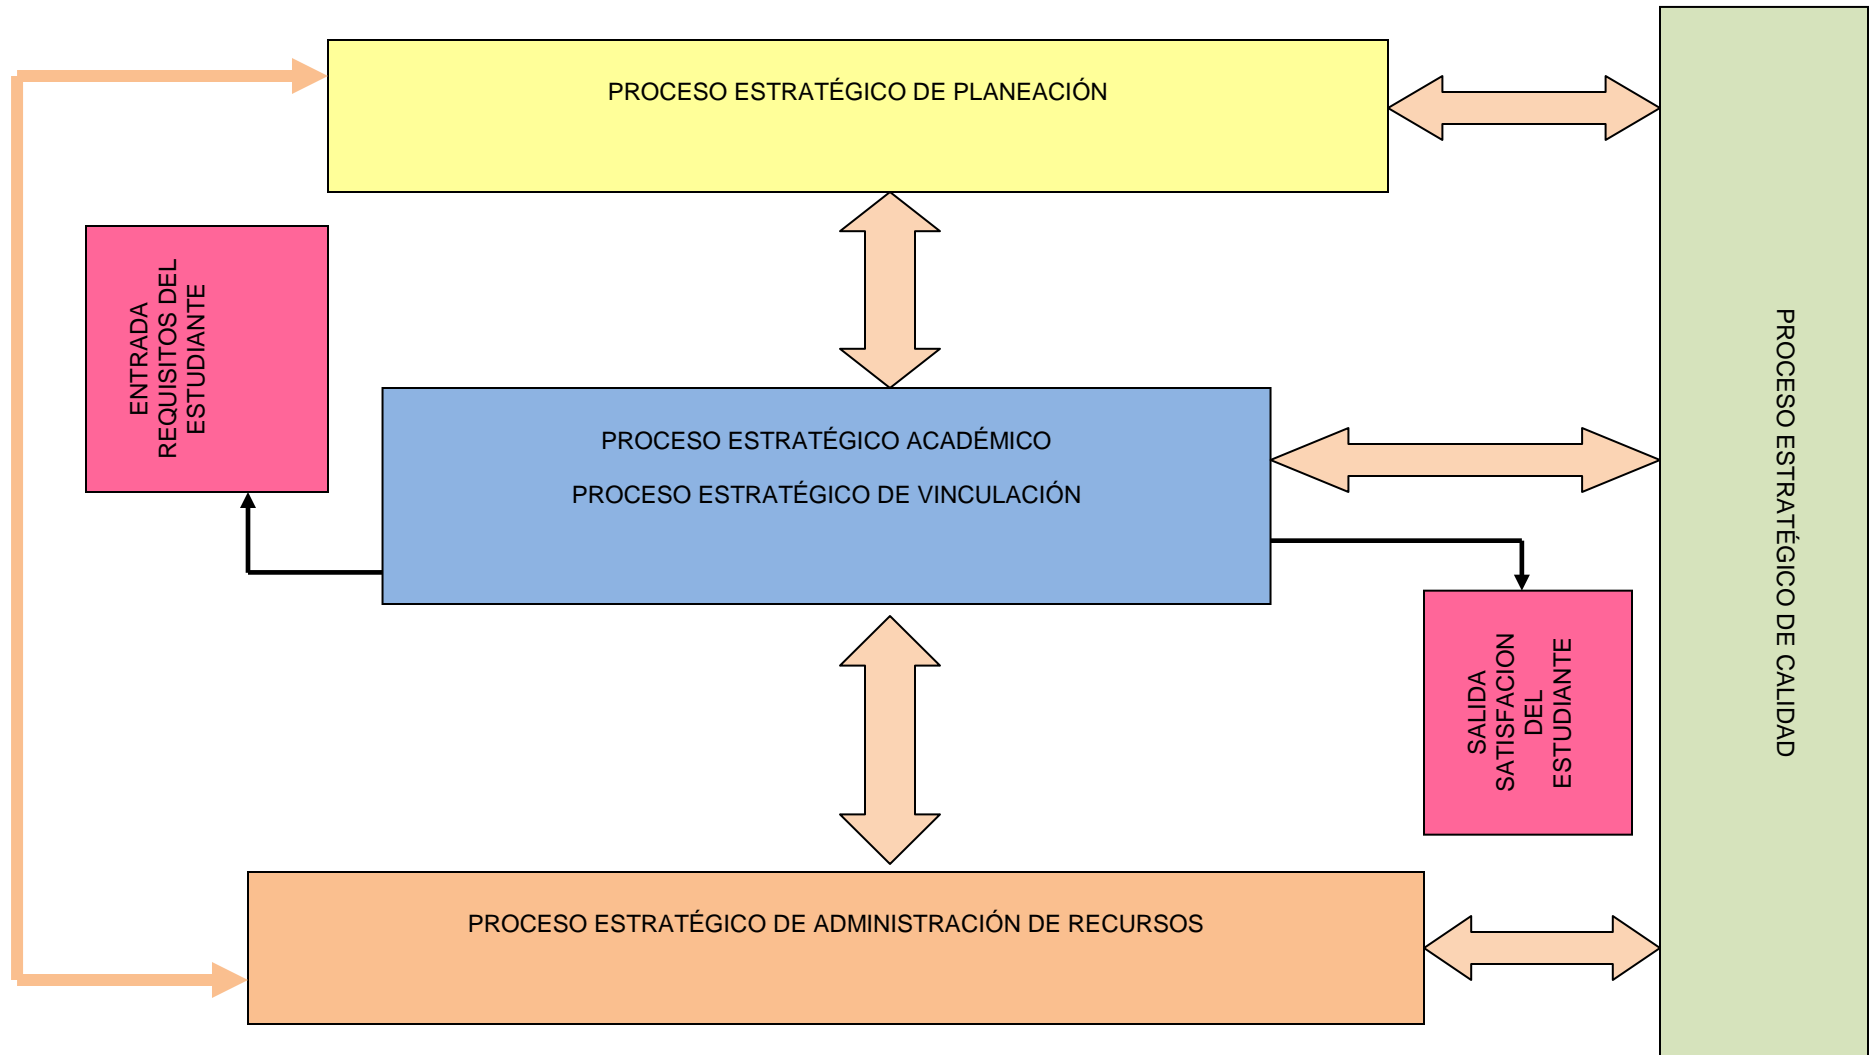 PROCESO ESTRATÉGICO DE PLANEACIÓN
ENTRADA
REQUISITOS DEL
ESTUDIANTE
PROCESO ESTRATÉGICO ACADÉMICO
PROCESO ESTRATÉGICO DE VINCULACIÓN
SALIDA
SATISFACCION
DEL
ESTUDIANTE
PROCESO ESTRATÉGICO DE CALIDAD
PROCESO ESTRATÉGICO DE ADMINISTRACIÓN DE RECURSOS